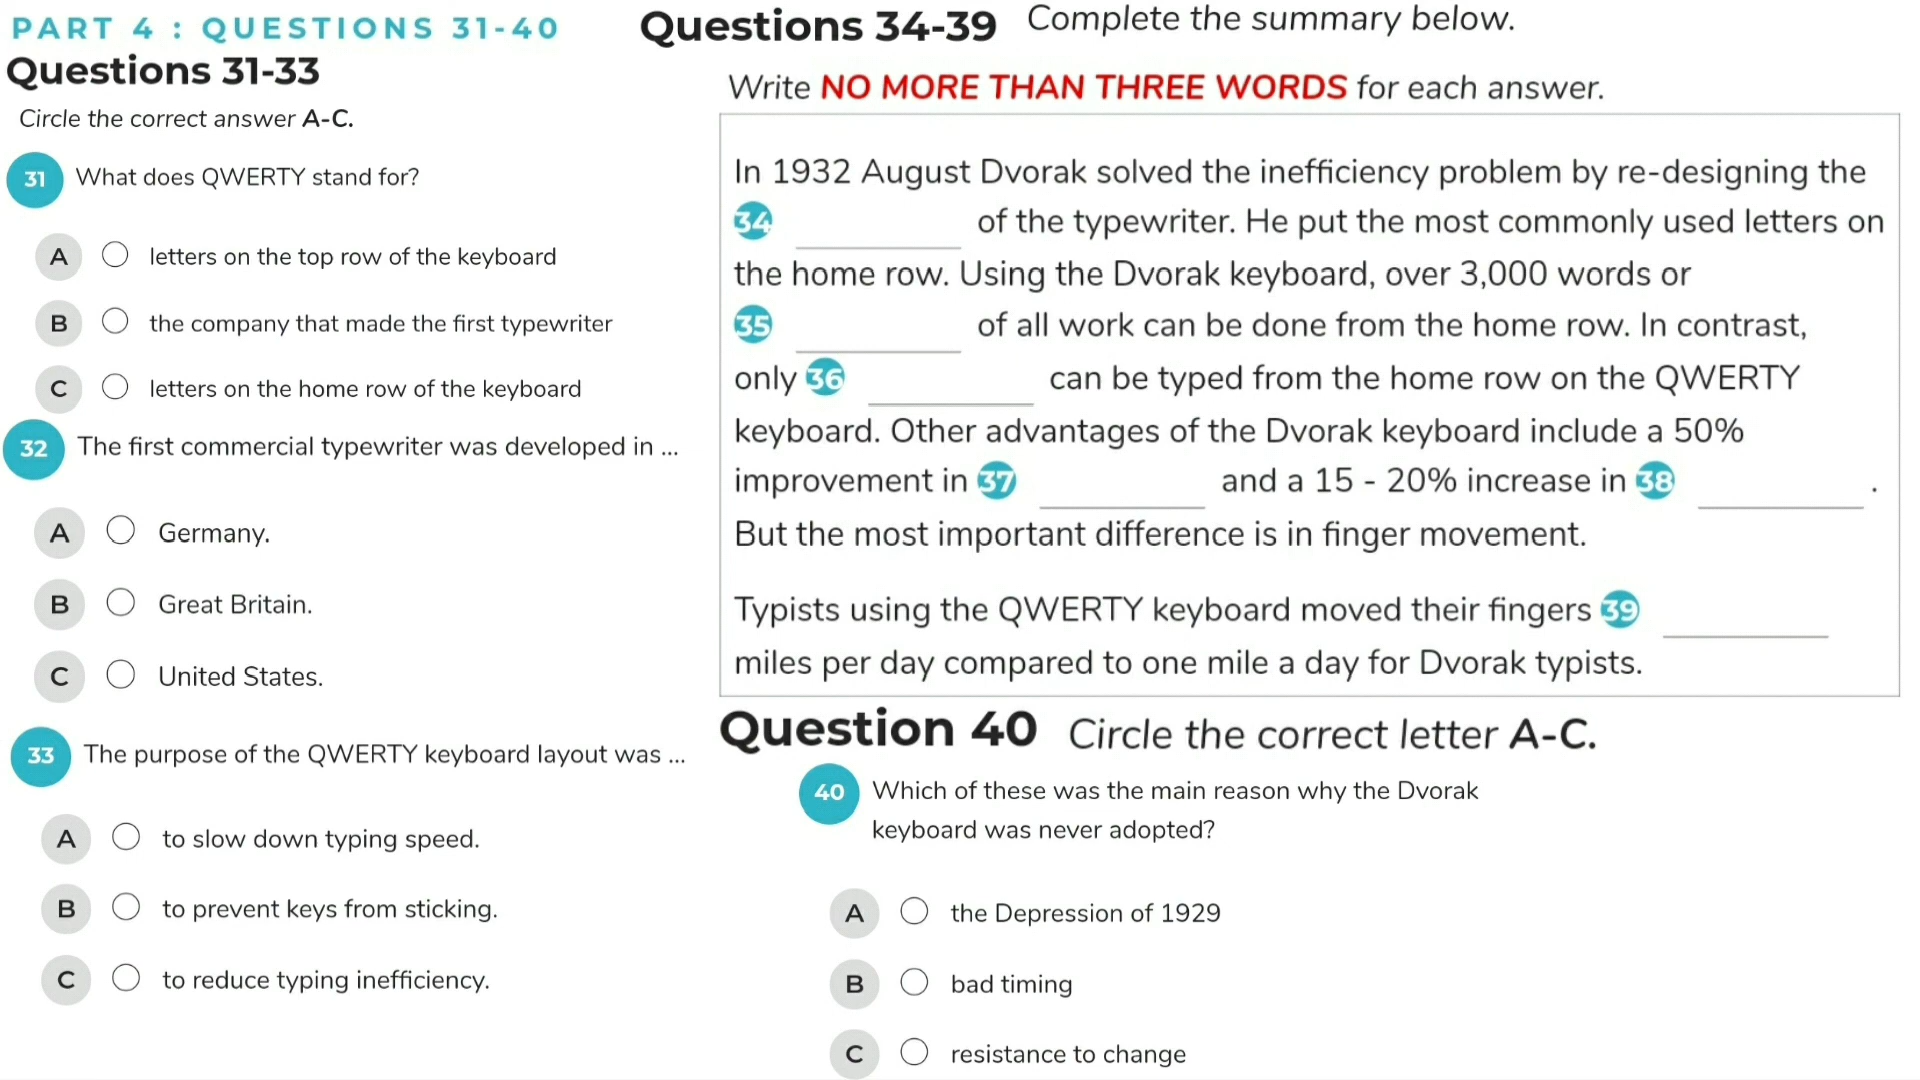 PART 4 : QUESTIONS 31-40
Questions 31-33
Circle the correct answer A-C.
31 What does QWERTY stand for?
A letters on the top row of the keyboard
B the company that made the first typewriter
C letters on the home row of the keyboard
32 The first commercial typewriter was developed in ...
A Germany.
B Great Britain.
C United States.
33 The purpose of the QWERTY keyboard layout was ...
A to slow down typing speed.
B to prevent keys from sticking.
C to reduce typing inefficiency.
Questions 34-39 Complete the summary below.
Write NO MORE THAN THREE WORDS for each answer.
In 1932 August Dvorak solved the inefficiency problem by re-designing the
34 of the typewriter. He put the most commonly used letters on
the home row. Using the Dvorak keyboard, over 3,000 words or
35 of all work can be done from the home row. In contrast,
only 36 can be typed from the home row on the QWERTY
keyboard. Other advantages of the Dvorak keyboard include a 50%
improvement in 37 and a 15 - 20% increase in 38 .
But the most important difference is in finger movement.
Typists using the QWERTY keyboard moved their fingers 39
miles per day compared to one mile a day for Dvorak typists.
Question 40 Circle the correct letter A-C.
40 Which of these was the main reason why the Dvorak
keyboard was never adopted?
A the Depression of 1929
B bad timing
C resistance to change